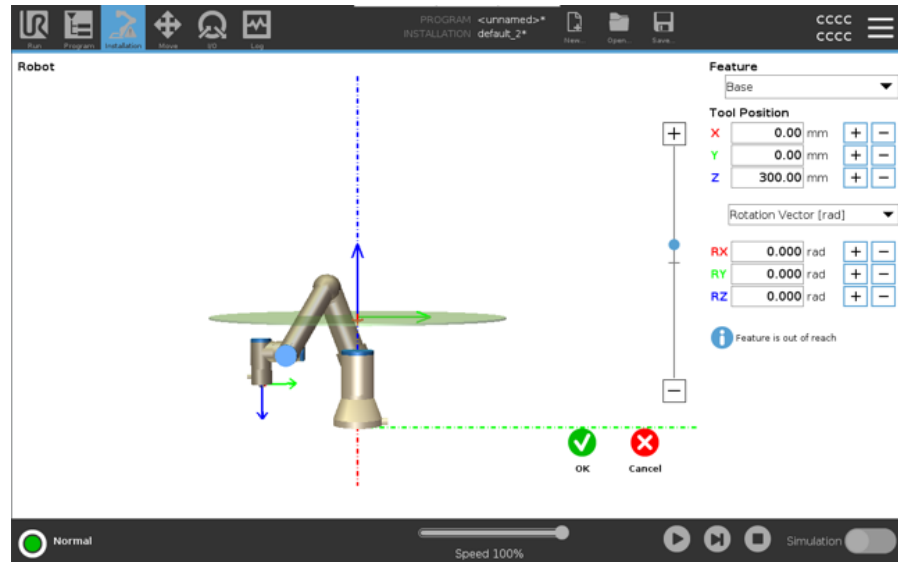 UR
PROGRAM <unnamed>*
INSTALLATION default_2*
Run Program Installation Move I/O Log New... Open... Save...
CCCC
CCCC
Robot
Feature
Base
Tool Position
X 0.00 mm + −
Y 0.00 mm + −
Z 300.00 mm + −
Rotation Vector [rad]
RX 0.000 rad + −
RY 0.000 rad + −
RZ 0.000 rad + −
Feature is out of reach
OK Cancel
Normal
Speed 100%
Simulation